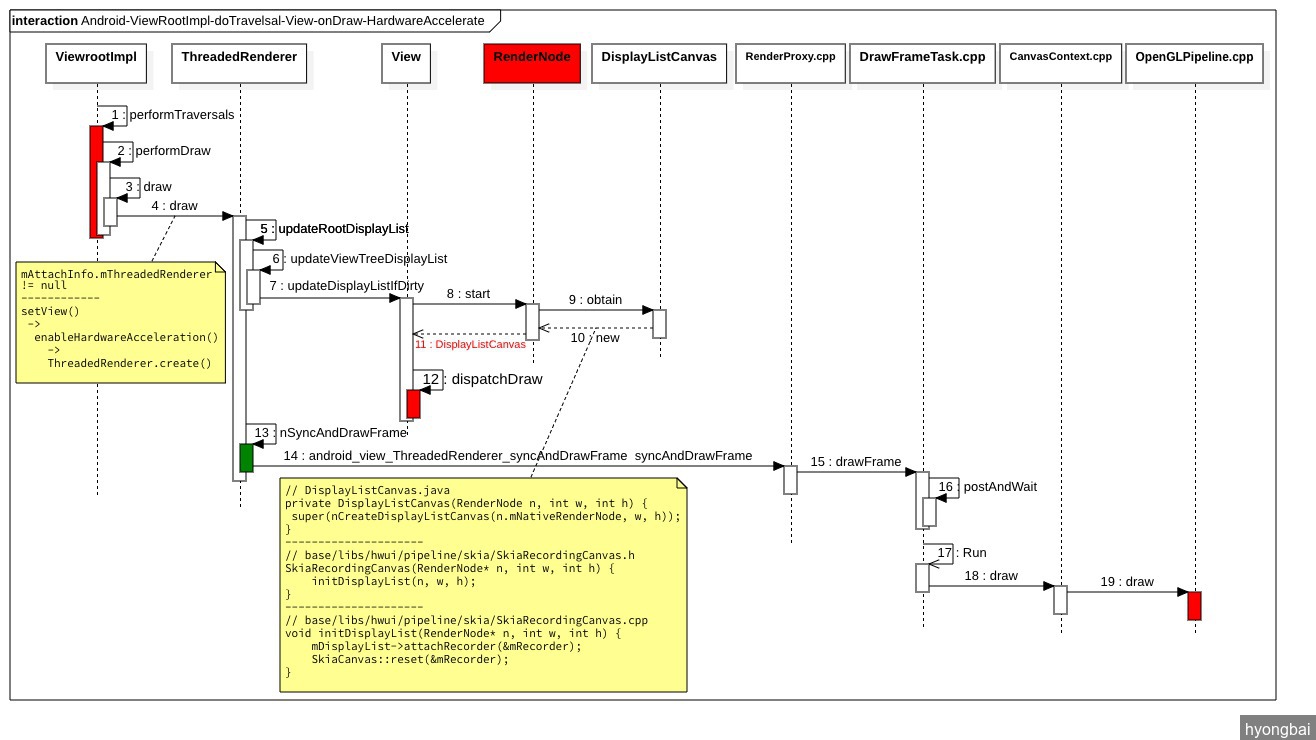 interaction Android-ViewRootImpl-doTravelsal-View-onDraw-HardwareAccelerate
ViewrootImpl
ThreadedRenderer
View
RenderNode
DisplayListCanvas
RenderProxy.cpp
DrawFrameTask.cpp
CanvasContext.cpp
OpenGLPipeline.cpp
1 : performTraversals
2 : performDraw
3 : draw
4 : draw
5 : updateRootDisplayList
6 : updateViewTreeDisplayList
7 : updateDisplayListIfDirty
8 : start
9 : obtain
10 : new
11 : DisplayListCanvas
mAttachInfo.mThreadedRenderer
!= null
------------
setView()
->
enableHardwareAcceleration()
->
ThreadedRenderer.create()
12 : dispatchDraw
13 : nSyncAndDrawFrame
14 : android_view_ThreadedRenderer_syncAndDrawFrame syncAndDrawFrame
15 : drawFrame
16 : postAndWait
17 : Run
18 : draw
19 : draw
// DisplayListCanvas.java
private DisplayListCanvas(RenderNode n, int w, int h) {
super(nCreateDisplayListCanvas(n.mNativeRenderNode, w, h));
}
---------------------
// base/libs/hwui/pipeline/skia/SkiaRecordingCanvas.h
SkiaRecordingCanvas(RenderNode* n, int w, int h) {
initDisplayList(n, w, h);
}
---------------------
// base/libs/hwui/pipeline/skia/SkiaRecordingCanvas.cpp
void initDisplayList(RenderNode* n, int w, int h) {
mDisplayList->attachRecorder(&mRecorder);
SkiaCanvas::reset(&mRecorder);
}
hyongbai